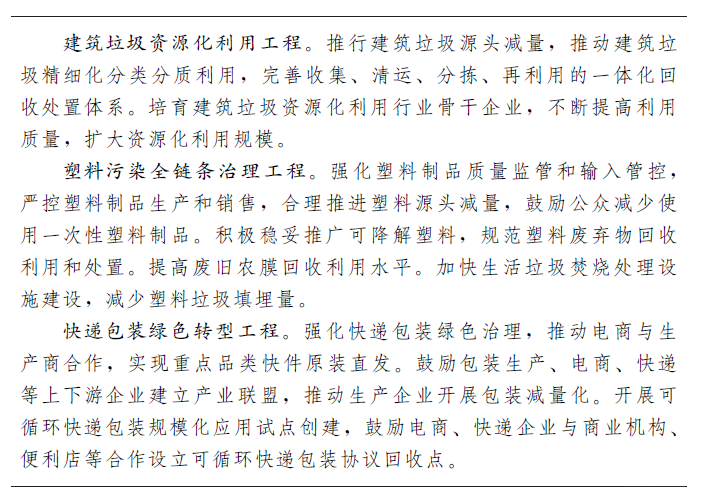 建筑垃圾资源化利用工程。推行建筑垃圾源头减量，推动建筑垃
圾精细化分类分质利用，完善收集、清运、分拣、再利用的一体化回
收处置体系。培育建筑垃圾资源化利用行业骨干企业，不断提高利用
质量，扩大资源化利用规模。
塑料污染全链条治理工程。强化塑料制品质量监管和输入管控，
严控塑料制品生产和销售，合理推进塑料源头减量，鼓励公众减少使
用一次性塑料制品。积极稳妥推广可降解塑料，规范塑料废弃物回收
利用和处置。提高废旧农膜回收利用水平。加快生活垃圾焚烧处理设
施建设，减少塑料垃圾填埋量。
快递包装绿色转型工程。强化快递包装绿色治理，推动电商与生
产商合作，实现重点品类快件原装直发。鼓励包装生产、电商、快递
等上下游企业建立产业联盟，推动生产企业开展包装减量化。开展可
循环快递包装规模化应用试点创建，鼓励电商、快递企业与商业机构、
便利店等合作设立可循环快递包装协议回收点。